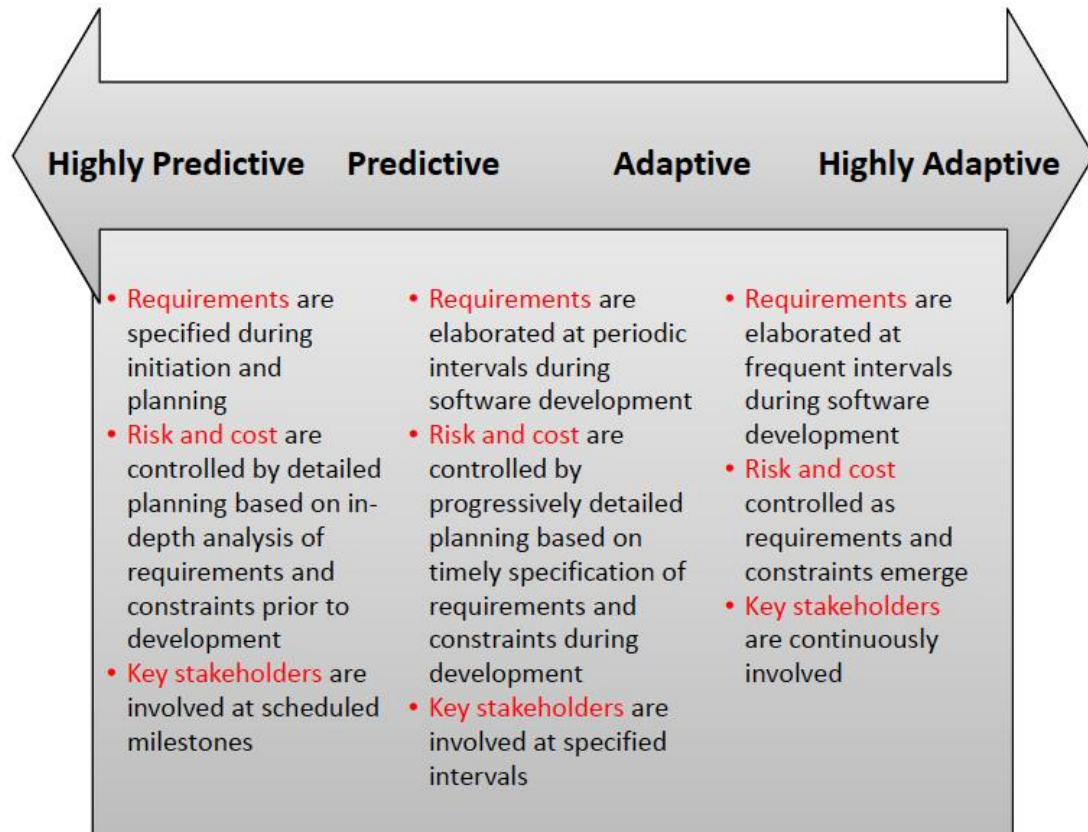 Highly Predictive Predictive Adaptive Highly Adaptive
• Requirements are
specified during
initiation and
planning
• Risk and cost are
controlled by detailed
planning based on in-
depth analysis of
requirements and
constraints prior to
development
• Key stakeholders are
involved at scheduled
milestones
• Requirements are
elaborated at periodic
intervals during
software development
• Risk and cost are
controlled by
progressively detailed
planning based on
timely specification of
requirements and
constraints during
development
• Key stakeholders are
involved at specified
intervals
• Requirements are
elaborated at
frequent intervals
during software
development
• Risk and cost
controlled as
requirements and
constraints emerge
• Key stakeholders
are continuously
involved